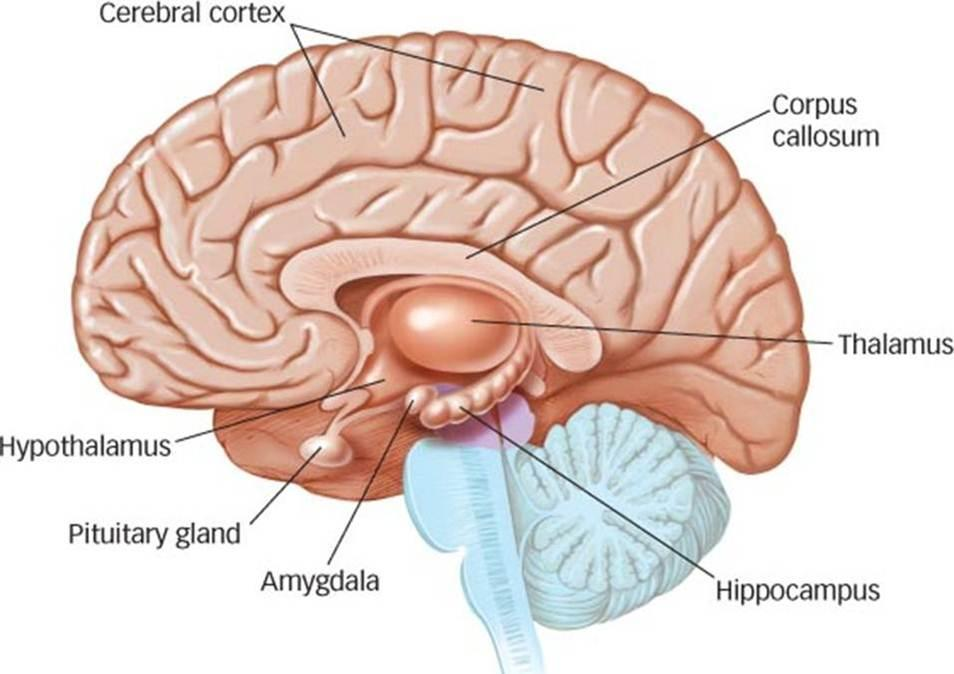 Cerebral cortex
Corpus
callosum
Thalamus
Hypothalamus
Pituitary gland
Amygdala
Hippocampus